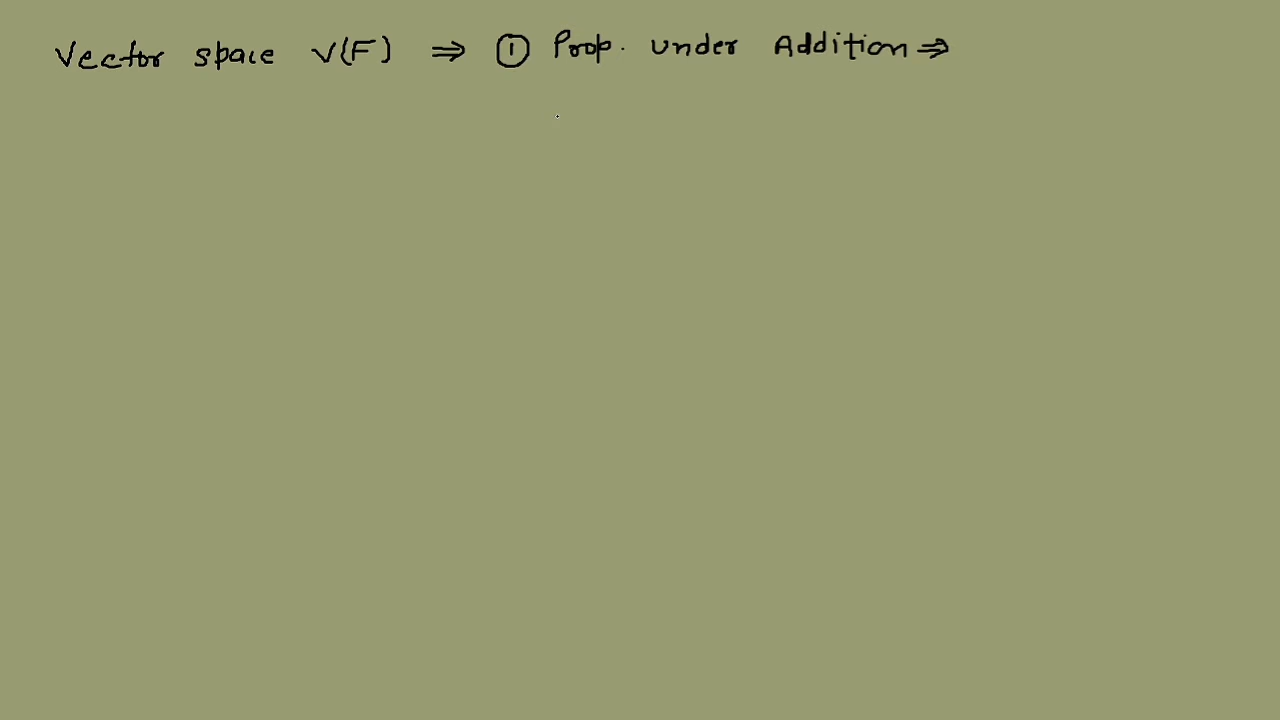 Vector space V(F) ⇒ ① Prop. under Addition ⇒